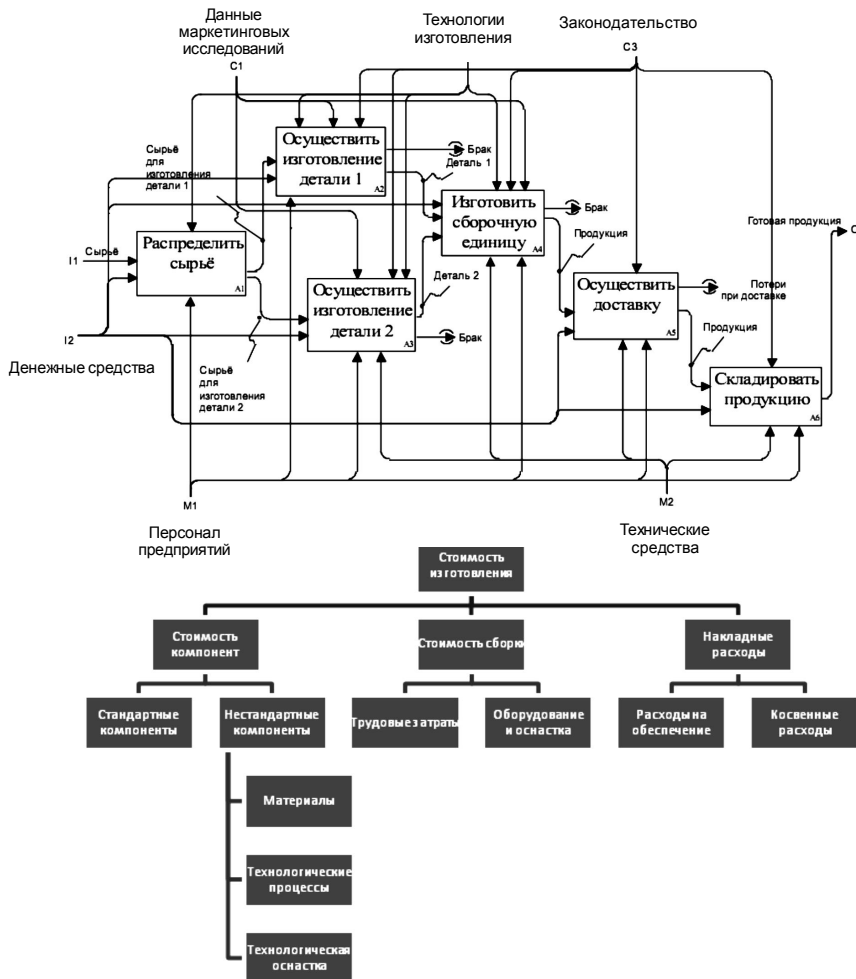 Данные
маркетинговых
исследований
Технологии
изготовления
Законодательство
C1
C3
Сырьё
для
изготовления
детали 1
Осуществить
изготовление
детали 1
A2
Брак
Деталь 1
Изготовить
сборочную
единицу
A4
Брак
Готовая продукция
I1
Сырьё
Распределить
сырьё
A1
Продукция
Деталь 2
Осуществить
изготовление
детали 2
A3
Брак
Осуществить
доставку
A5
Потери
при доставке
Продукция
I2
Денежные средства
Сырьё
для
изготовления
детали 2
Складировать
продукцию
A6
M1
M2
Персонал
предприятий
Технические
средства
Стоимость
изготовления
Стоимость
компонент
Стоимость сборки
Накладные
расходы
Стандартные
компоненты
Нестандартные
компоненты
Трудовые затраты
Оборудование
и оснастка
Расходы на
обеспечение
Косвенные
расходы
Материалы
Технологические
процессы
Технологическая
оснастка